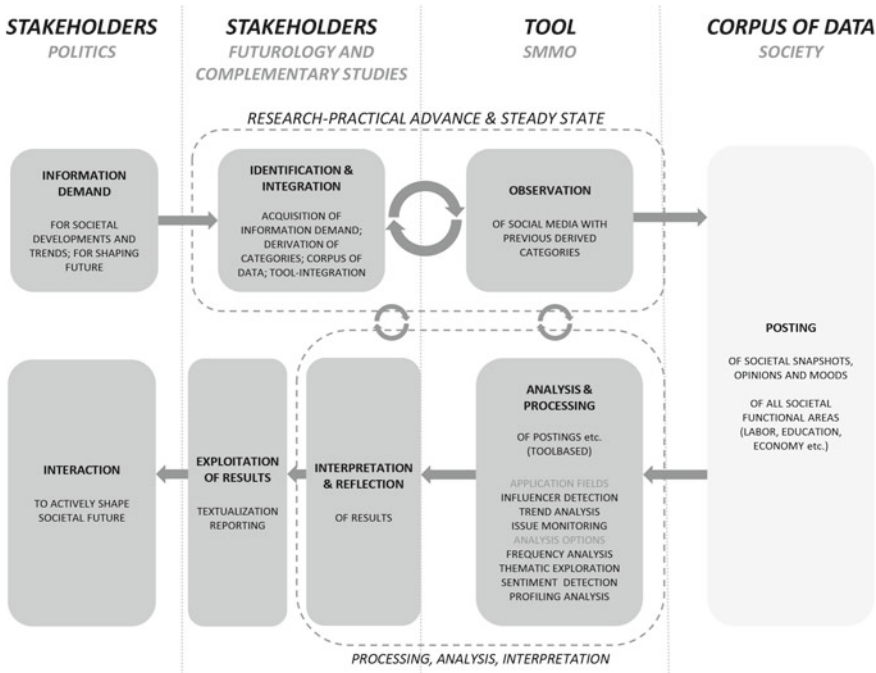 STAKEHOLDERS
POLITICS
STAKEHOLDERS
FUTUROLOGY AND
COMPLEMENTARY STUDIES
TOOL
SMMO
CORPUS OF DATA
SOCIETY
RESEARCH-PRACTICAL ADVANCE & STEADY STATE
INFORMATION
DEMAND
FOR SOCIETAL
DEVELOPMENTS AND
TRENDS; FOR SHAPING
FUTURE
IDENTIFICATION &
INTEGRATION
ACQUISITION OF
INFORMATION DEMAND;
DERIVATION OF
CATEGORIES; CORPUS OF
DATA; TOOL-INTEGRATION
OBSERVATION
OF SOCIAL MEDIA WITH
PREVIOUS DERIVED
CATEGORIES
POSTING
OF SOCIETAL SNAPSHOTS,
OPINIONS AND MOODS
OF ALL SOCIETAL
FUNCTIONAL AREAS
(LABOR, EDUCATION,
ECONOMY etc.)
ANALYSIS &
PROCESSING
OF POSTINGS etc.
(TOOLBASED)
APPLICATION FIELDS
INFLUENCER DETECTION
TREND ANALYSIS
ISSUE MONITORING
ANALYSIS OPTIONS
FREQUENCY ANALYSIS
THEMATIC EXPLORATION
SENTIMENT DETECTION
PROFILING ANALYSIS
INTERPRETATION
& REFLECTION
OF RESULTS
EXPLOITATION
OF RESULTS
TEXTUALIZATION
REPORTING
INTERACTION
TO ACTIVELY SHAPE
SOCIETAL FUTURE
PROCESSING, ANALYSIS, INTERPRETATION